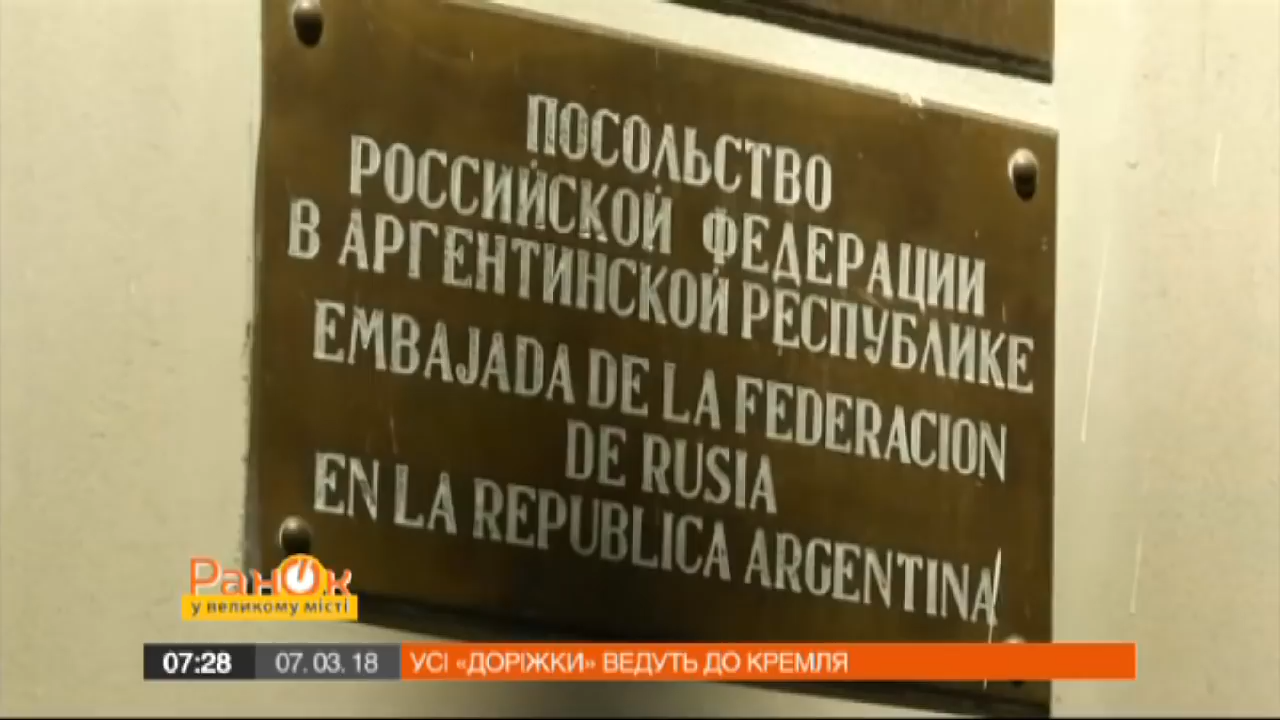 ПОСОЛЬСТВО
РОССИЙСКОЙ ФЕДЕРАЦИИ
В АРГЕНТИНСКОЙ РЕСПУБЛИКЕ
EMBAJADA DE LA FEDERACION
DE RUSIA
EN LA REPUBLICA ARGENTINA
Ранок
у великому місті
07:28 07. 03. 18 УСІ «ДОРІЖКИ» ВЕДУТЬ ДО КРЕМЛЯ